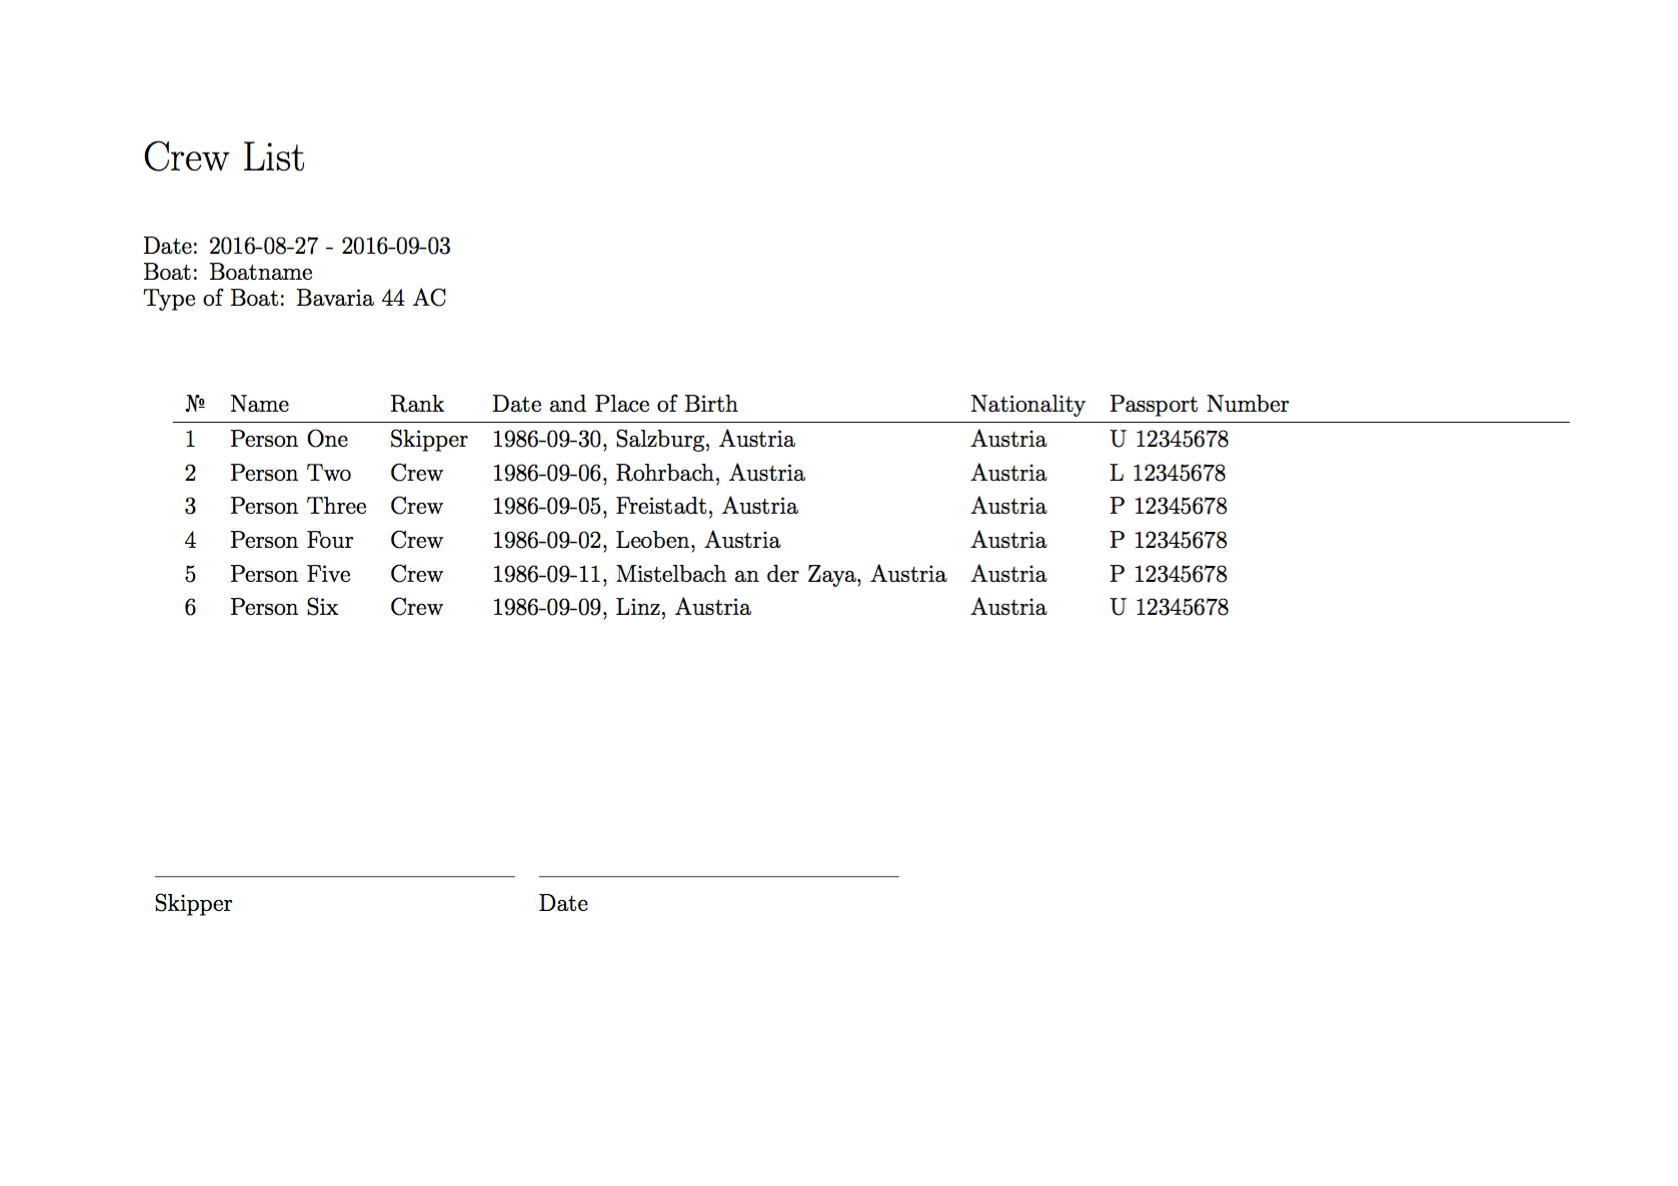 Crew List
Date: 2016-08-27 - 2016-09-03
Boat: Boatname
Type of Boat: Bavaria 44 AC
№ Name Rank Date and Place of Birth Nationality Passport Number
1 Person One Skipper 1986-09-30, Salzburg, Austria Austria U 12345678
2 Person Two Crew 1986-09-06, Rohrbach, Austria Austria L 12345678
3 Person Three Crew 1986-09-05, Freistadt, Austria Austria P 12345678
4 Person Four Crew 1986-09-02, Leoben, Austria Austria P 12345678
5 Person Five Crew 1986-09-11, Mistelbach an der Zaya, Austria Austria P 12345678
6 Person Six Crew 1986-09-09, Linz, Austria Austria U 12345678
Skipper Date